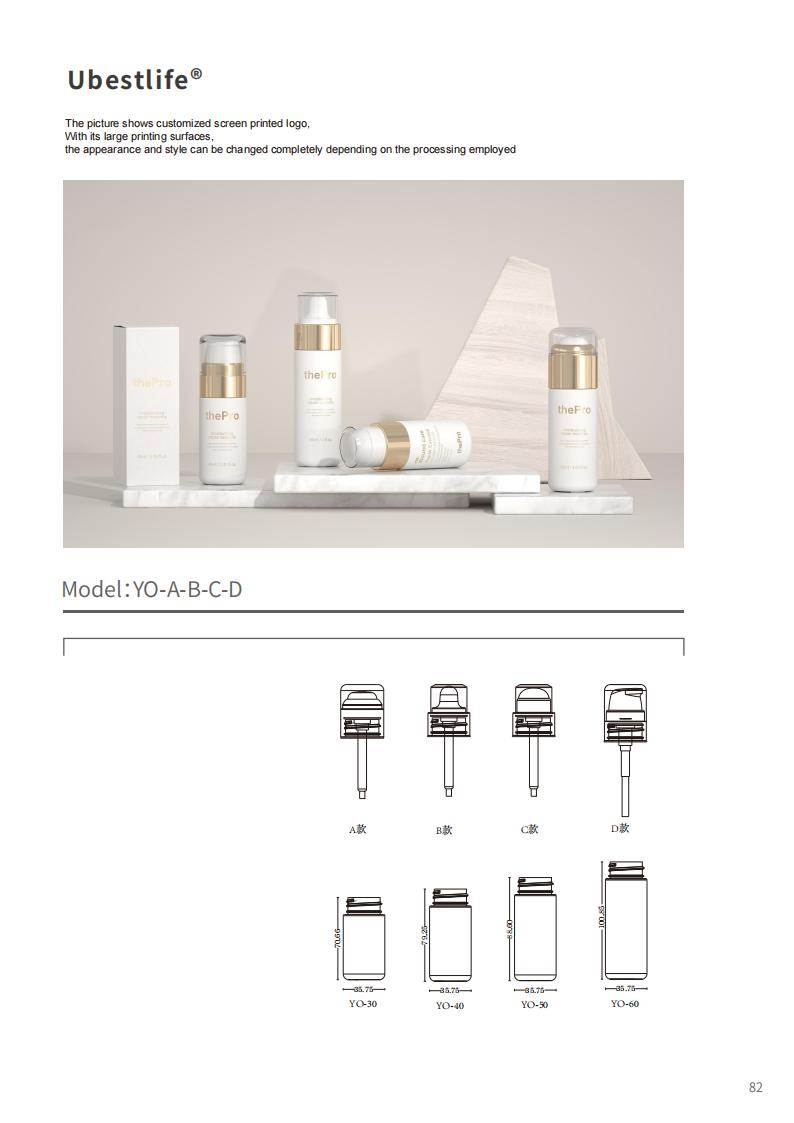 Ubestlife®
The picture shows customized screen printed logo,
With its large printing surfaces,
the appearance and style can be changed completely depending on the processing employed
thePro
thePro
thePro
thePro
thePro
Model:YO-A-B-C-D
A款
B款
C款
D款
70.66
79.25
88.60
100.85
35.75
35.75
35.75
35.75
YO-30
YO-40
YO-50
YO-60
82